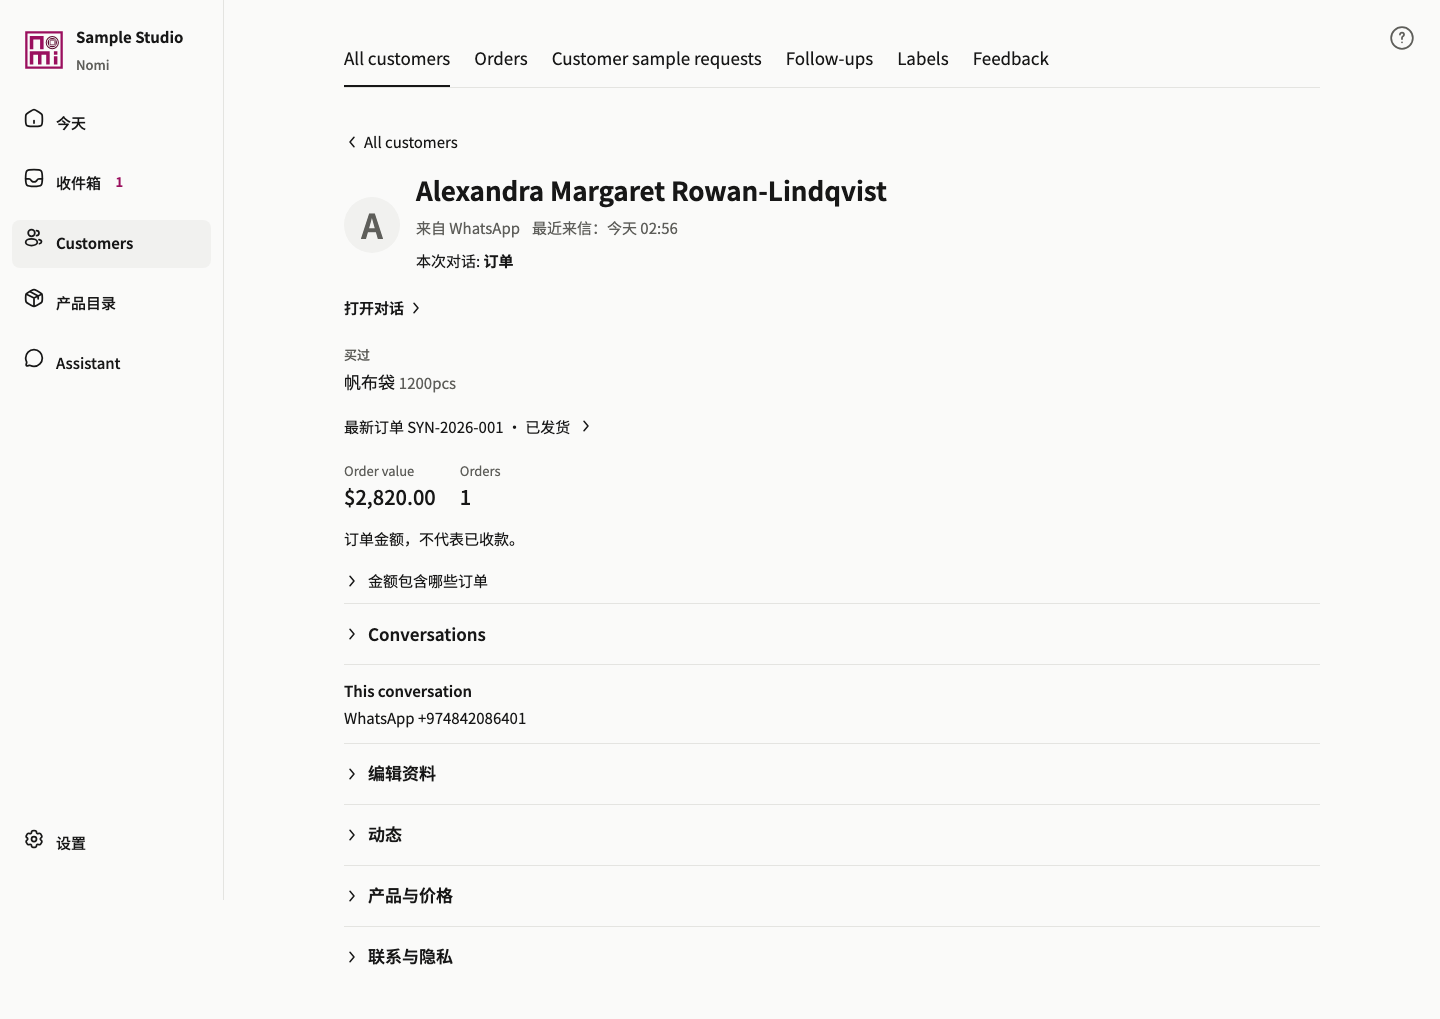 nomi
Sample Studio
Nomi
今天
收件箱 1
Customers
产品目录
Assistant
设置
All customers Orders Customer sample requests Follow-ups Labels Feedback
All customers
A
Alexandra Margaret Rowan-Lindqvist
来自 WhatsApp 最近来信：今天 02:56
本次对话: 订单
打开对话
买过
帆布袋 1200pcs
最新订单 SYN-2026-001 · 已发货
Order value Orders
$2,820.00 1
订单金额，不代表已收款。
金额包含哪些订单
Conversations
This conversation
WhatsApp +974842086401
编辑资料
动态
产品与价格
联系与隐私